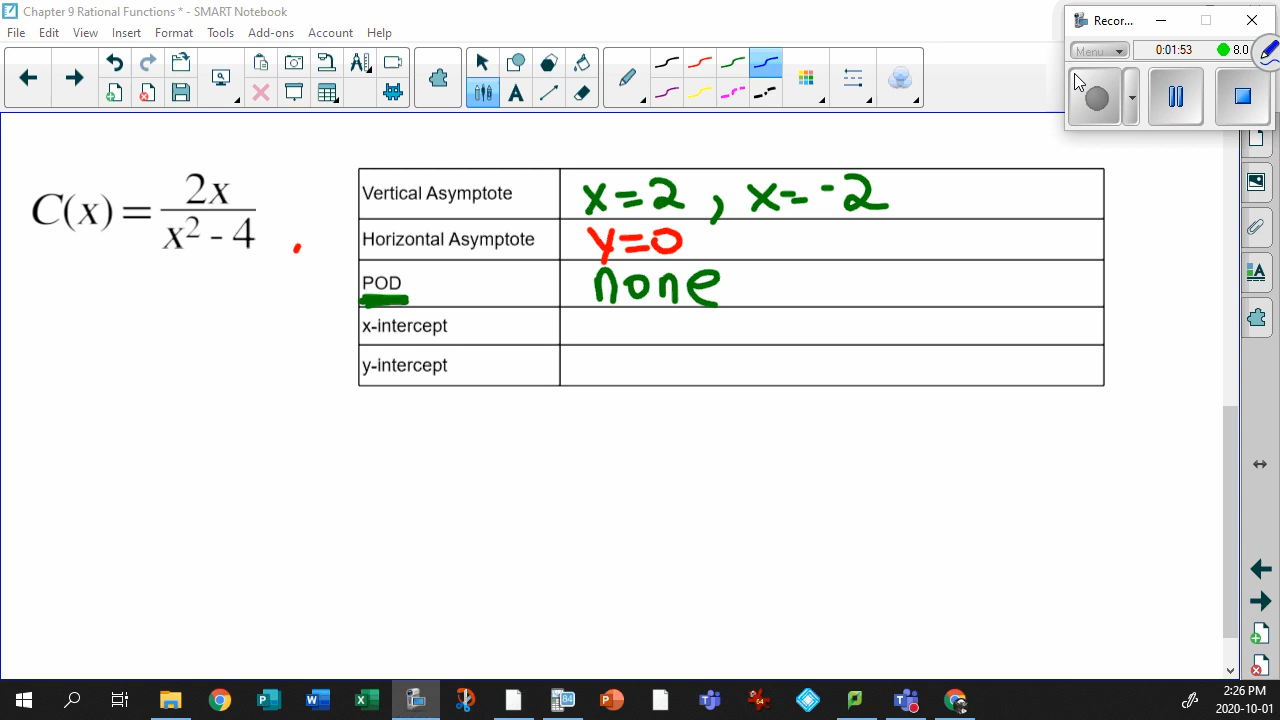 Chapter 9 Rational Functions * - SMART Notebook
Recor...
File Edit View Insert Format Tools Add-ons Account Help
Menu 0:01:53 8.0
C(x) = 2x / x² - 4
Vertical Asymptote x=2 , x=-2
Horizontal Asymptote y=0
POD none
x-intercept
y-intercept
2:26 PM
2020-10-01